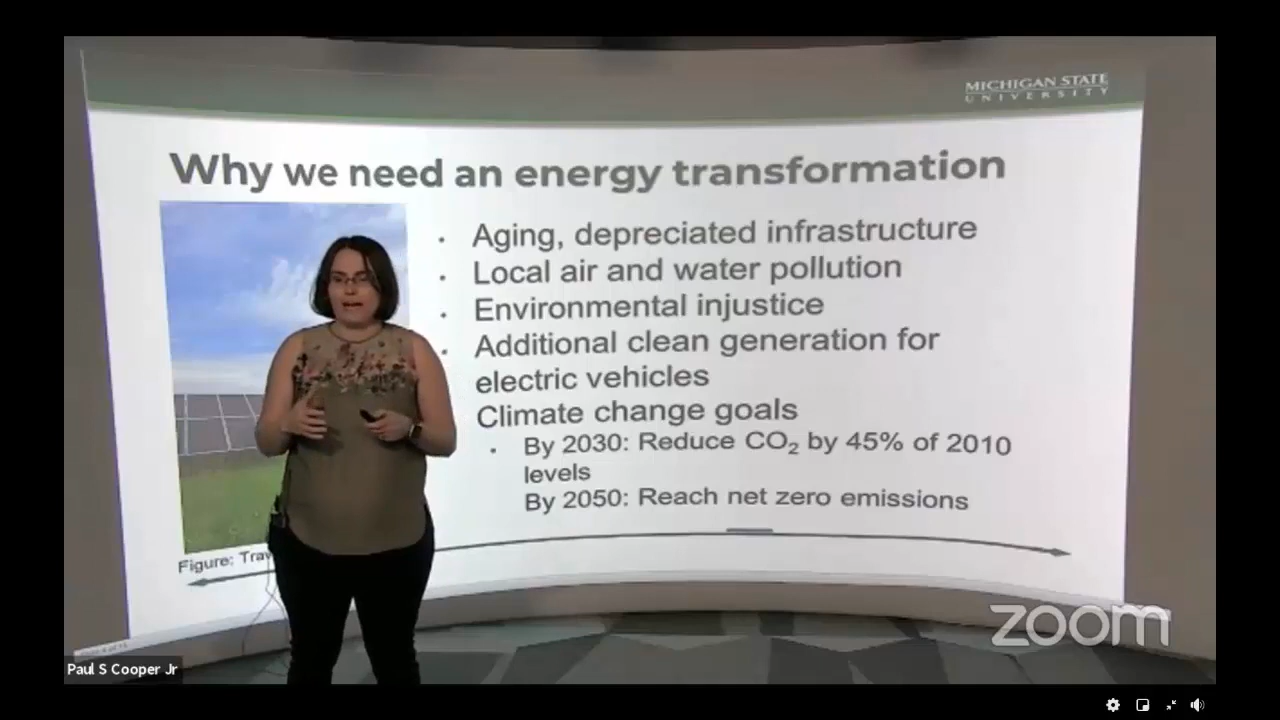 MICHIGAN STATE
UNIVERSITY
Why we need an energy transformation
Aging, depreciated infrastructure
Local air and water pollution
Environmental injustice
Additional clean generation for
electric vehicles
Climate change goals
By 2030: Reduce CO₂ by 45% of 2010
levels
By 2050: Reach net zero emissions
Figure:
zoom
Paul S Cooper Jr